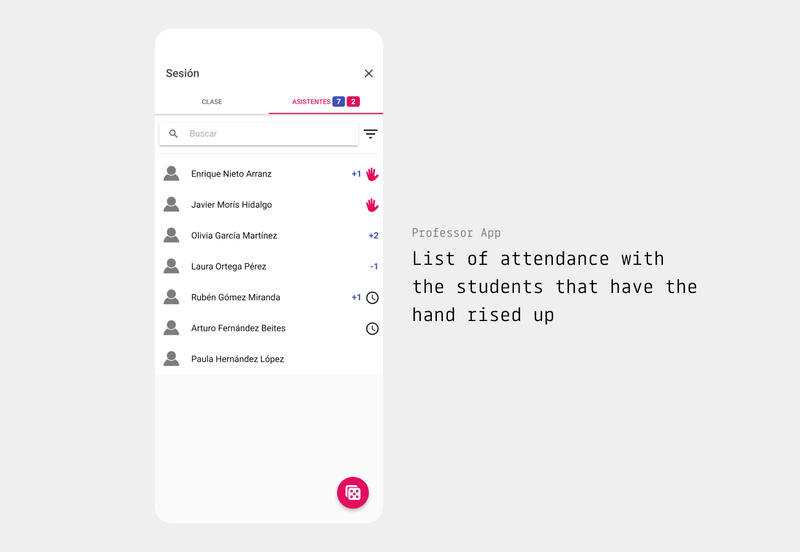 Sesión
CLASE
ASISTENTES 7 2
Buscar
Enrique Nieto Arranz +1
Javier Morís Hidalgo
Olivia García Martínez +2
Laura Ortega Pérez -1
Rubén Gómez Miranda +1
Arturo Fernández Beites
Paula Hernández López
Professor App
List of attendance with
the students that have the
hand rised up